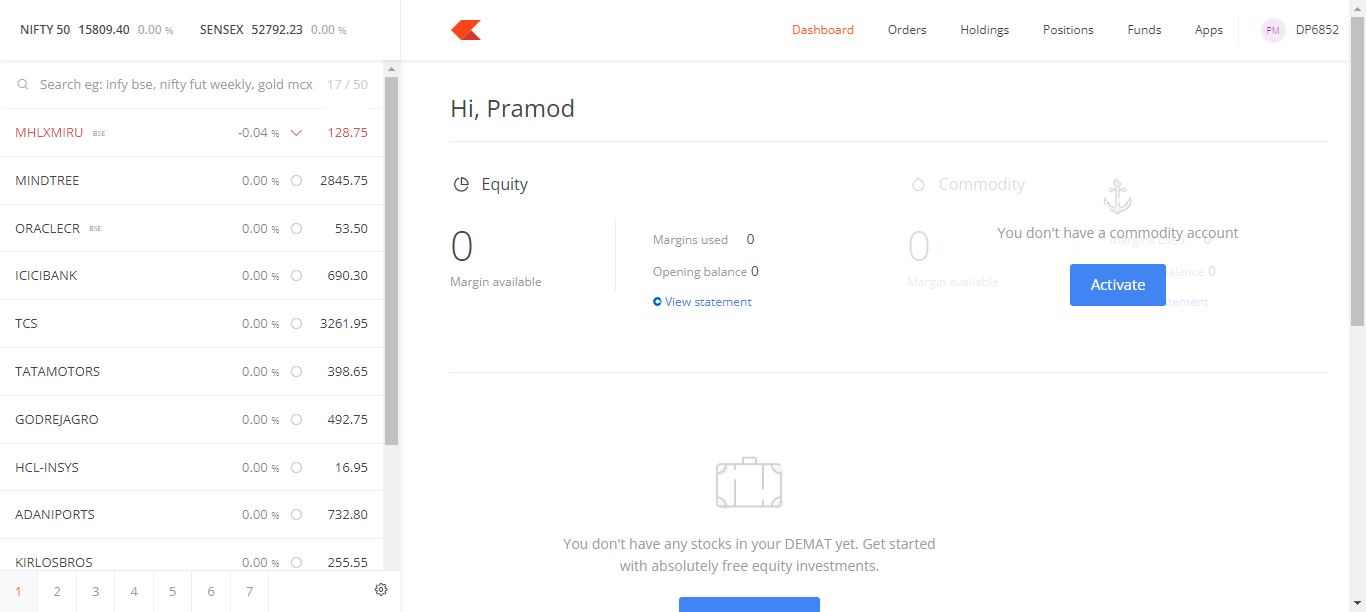 NIFTY 50 15809.40 0.00 % SENSEX 52792.23 0.00 %
Dashboard Orders Holdings Positions Funds Apps PM DP6852
Search eg: infy bse, nifty fut weekly, gold mcx 17 / 50
MHLXMIRU BSE -0.04 % 128.75
MINDTREE 0.00 % 2845.75
ORACLECR BSE 0.00 % 53.50
ICICIBANK 0.00 % 690.30
TCS 0.00 % 3261.95
TATAMOTORS 0.00 % 398.65
GODREJAGRO 0.00 % 492.75
HCL-INSYS 0.00 % 16.95
ADANIPORTS 0.00 % 732.80
KIRLOSBROS 0.00 % 255.55
1 2 3 4 5 6 7
Hi, Pramod
Equity
0
Margin available
Margins used 0
Opening balance 0
View statement
Commodity
0
Margin available
Margins used 0
alance 0
tement
You don't have a commodity account
Activate
You don't have any stocks in your DEMAT yet. Get started
with absolutely free equity investments.